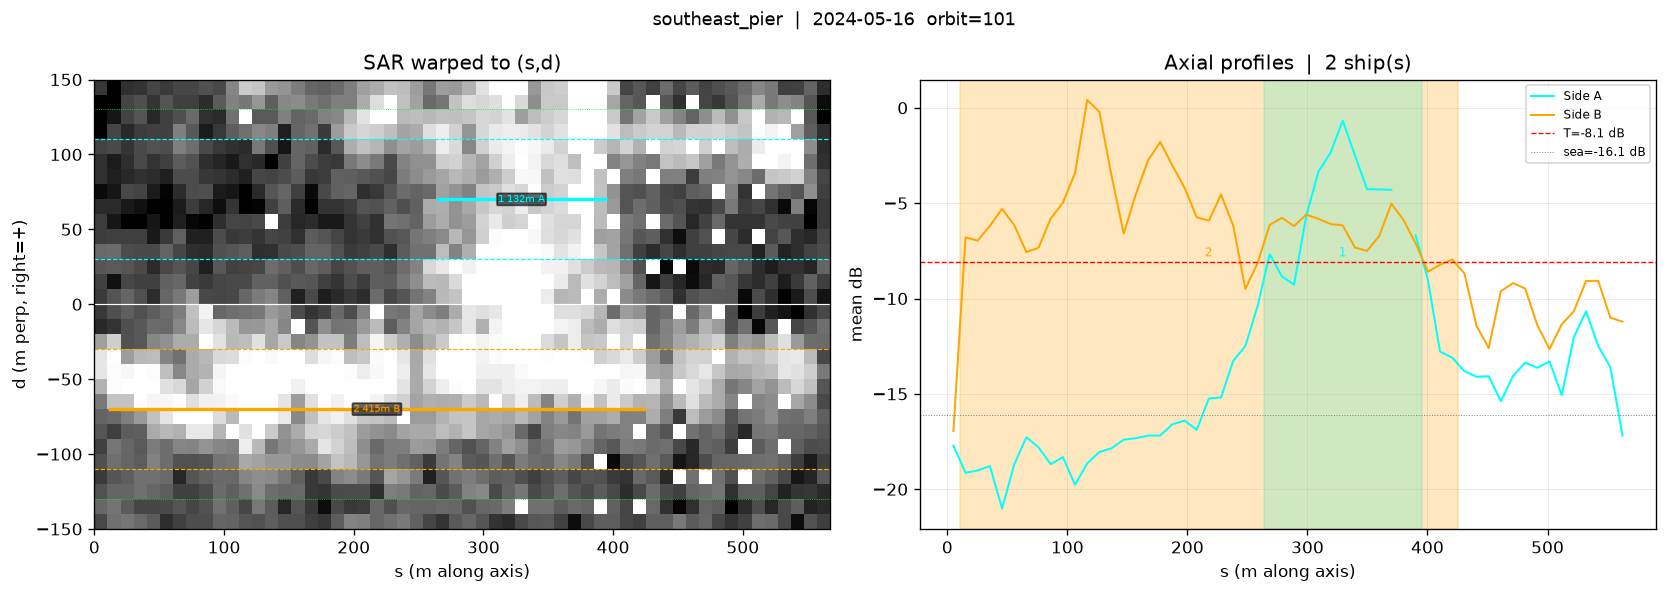 southeast_pier  |  2024-05-16  orbit=101
SAR warped to (s,d)
d (m perp, right=+)
150
100
50
0
−50
−100
−150
1 132m A
2 415m B
0
100
200
300
400
500
s (m along axis)
Axial profiles  |  2 ship(s)
mean dB
0
−5
−10
−15
−20
Side A
Side B
T=-8.1 dB
sea=-16.1 dB
2
1
0
100
200
300
400
500
s (m along axis)